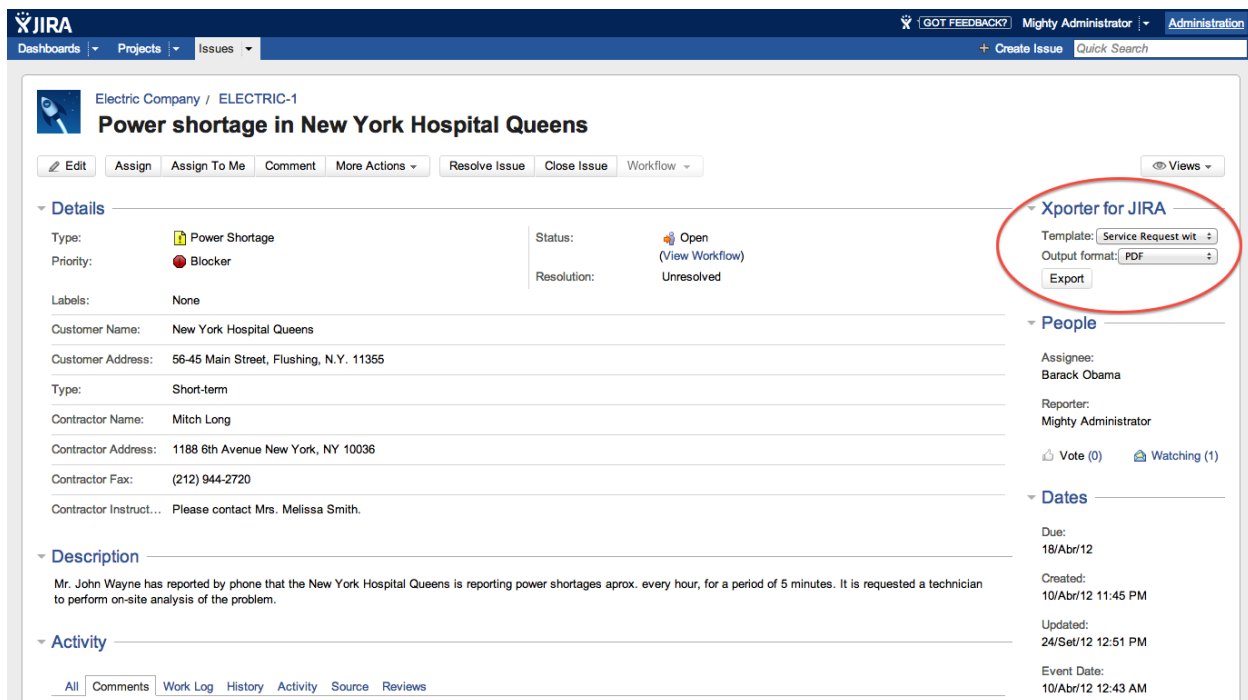 JIRA
GOT FEEDBACK? Mighty Administrator Administration
Dashboards Projects Issues
+ Create Issue Quick Search
Electric Company / ELECTRIC-1
Power shortage in New York Hospital Queens
Edit Assign Assign To Me Comment More Actions Resolve Issue Close Issue Workflow Views
Details
Type: Power Shortage Status: Open
(View Workflow)
Priority: Blocker
Resolution: Unresolved
Labels: None
Customer Name: New York Hospital Queens
Customer Address: 56-45 Main Street, Flushing, N.Y. 11355
Type: Short-term
Contractor Name: Mitch Long
Contractor Address: 1188 6th Avenue New York, NY 10036
Contractor Fax: (212) 944-2720
Contractor Instruct... Please contact Mrs. Melissa Smith.
Description
Mr. John Wayne has reported by phone that the New York Hospital Queens is reporting power shortages aprox. every hour, for a period of 5 minutes. It is requested a technician
to perform on-site analysis of the problem.
Activity
All Comments Work Log History Activity Source Reviews
Xporter for JIRA
Template: Service Request wit
Output format: PDF
Export
People
Assignee:
Barack Obama
Reporter:
Mighty Administrator
Vote (0) Watching (1)
Dates
Due:
18/Abr/12
Created:
10/Abr/12 11:45 PM
Updated:
24/Set/12 12:51 PM
Event Date:
10/Abr/12 12:43 AM